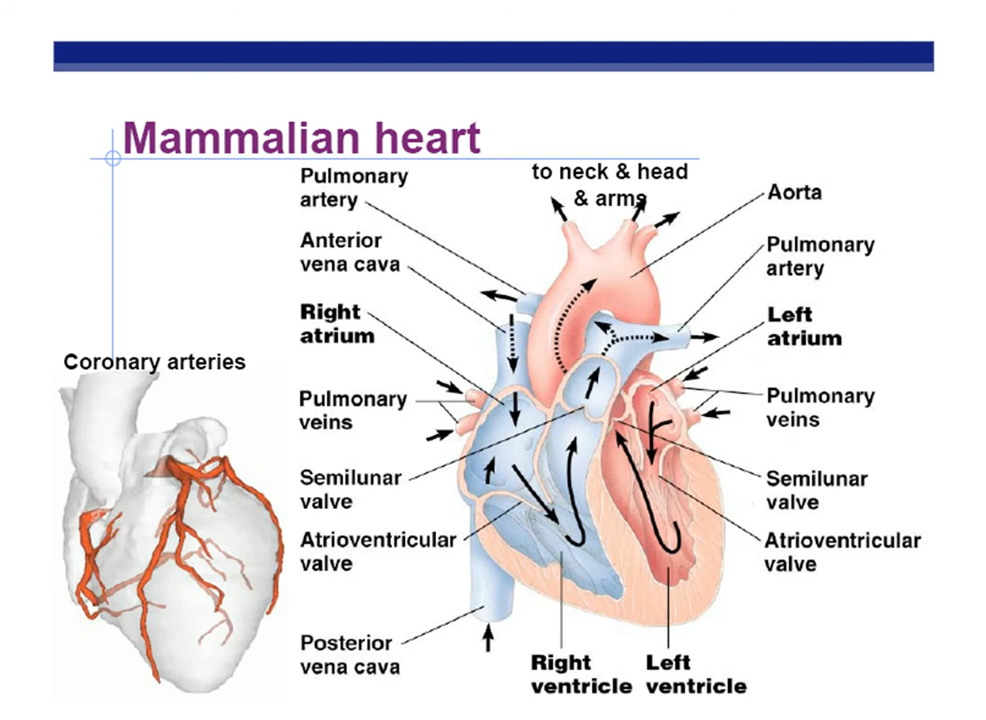 Mammalian heart
Pulmonary
artery
Anterior
vena cava
Right
atrium
Coronary arteries
Pulmonary
veins
Semilunar
valve
Atrioventricular
valve
Posterior
vena cava
to neck & head
& arms
Aorta
Pulmonary
artery
Left
atrium
Pulmonary
veins
Semilunar
valve
Atrioventricular
valve
Right
ventricle
Left
ventricle